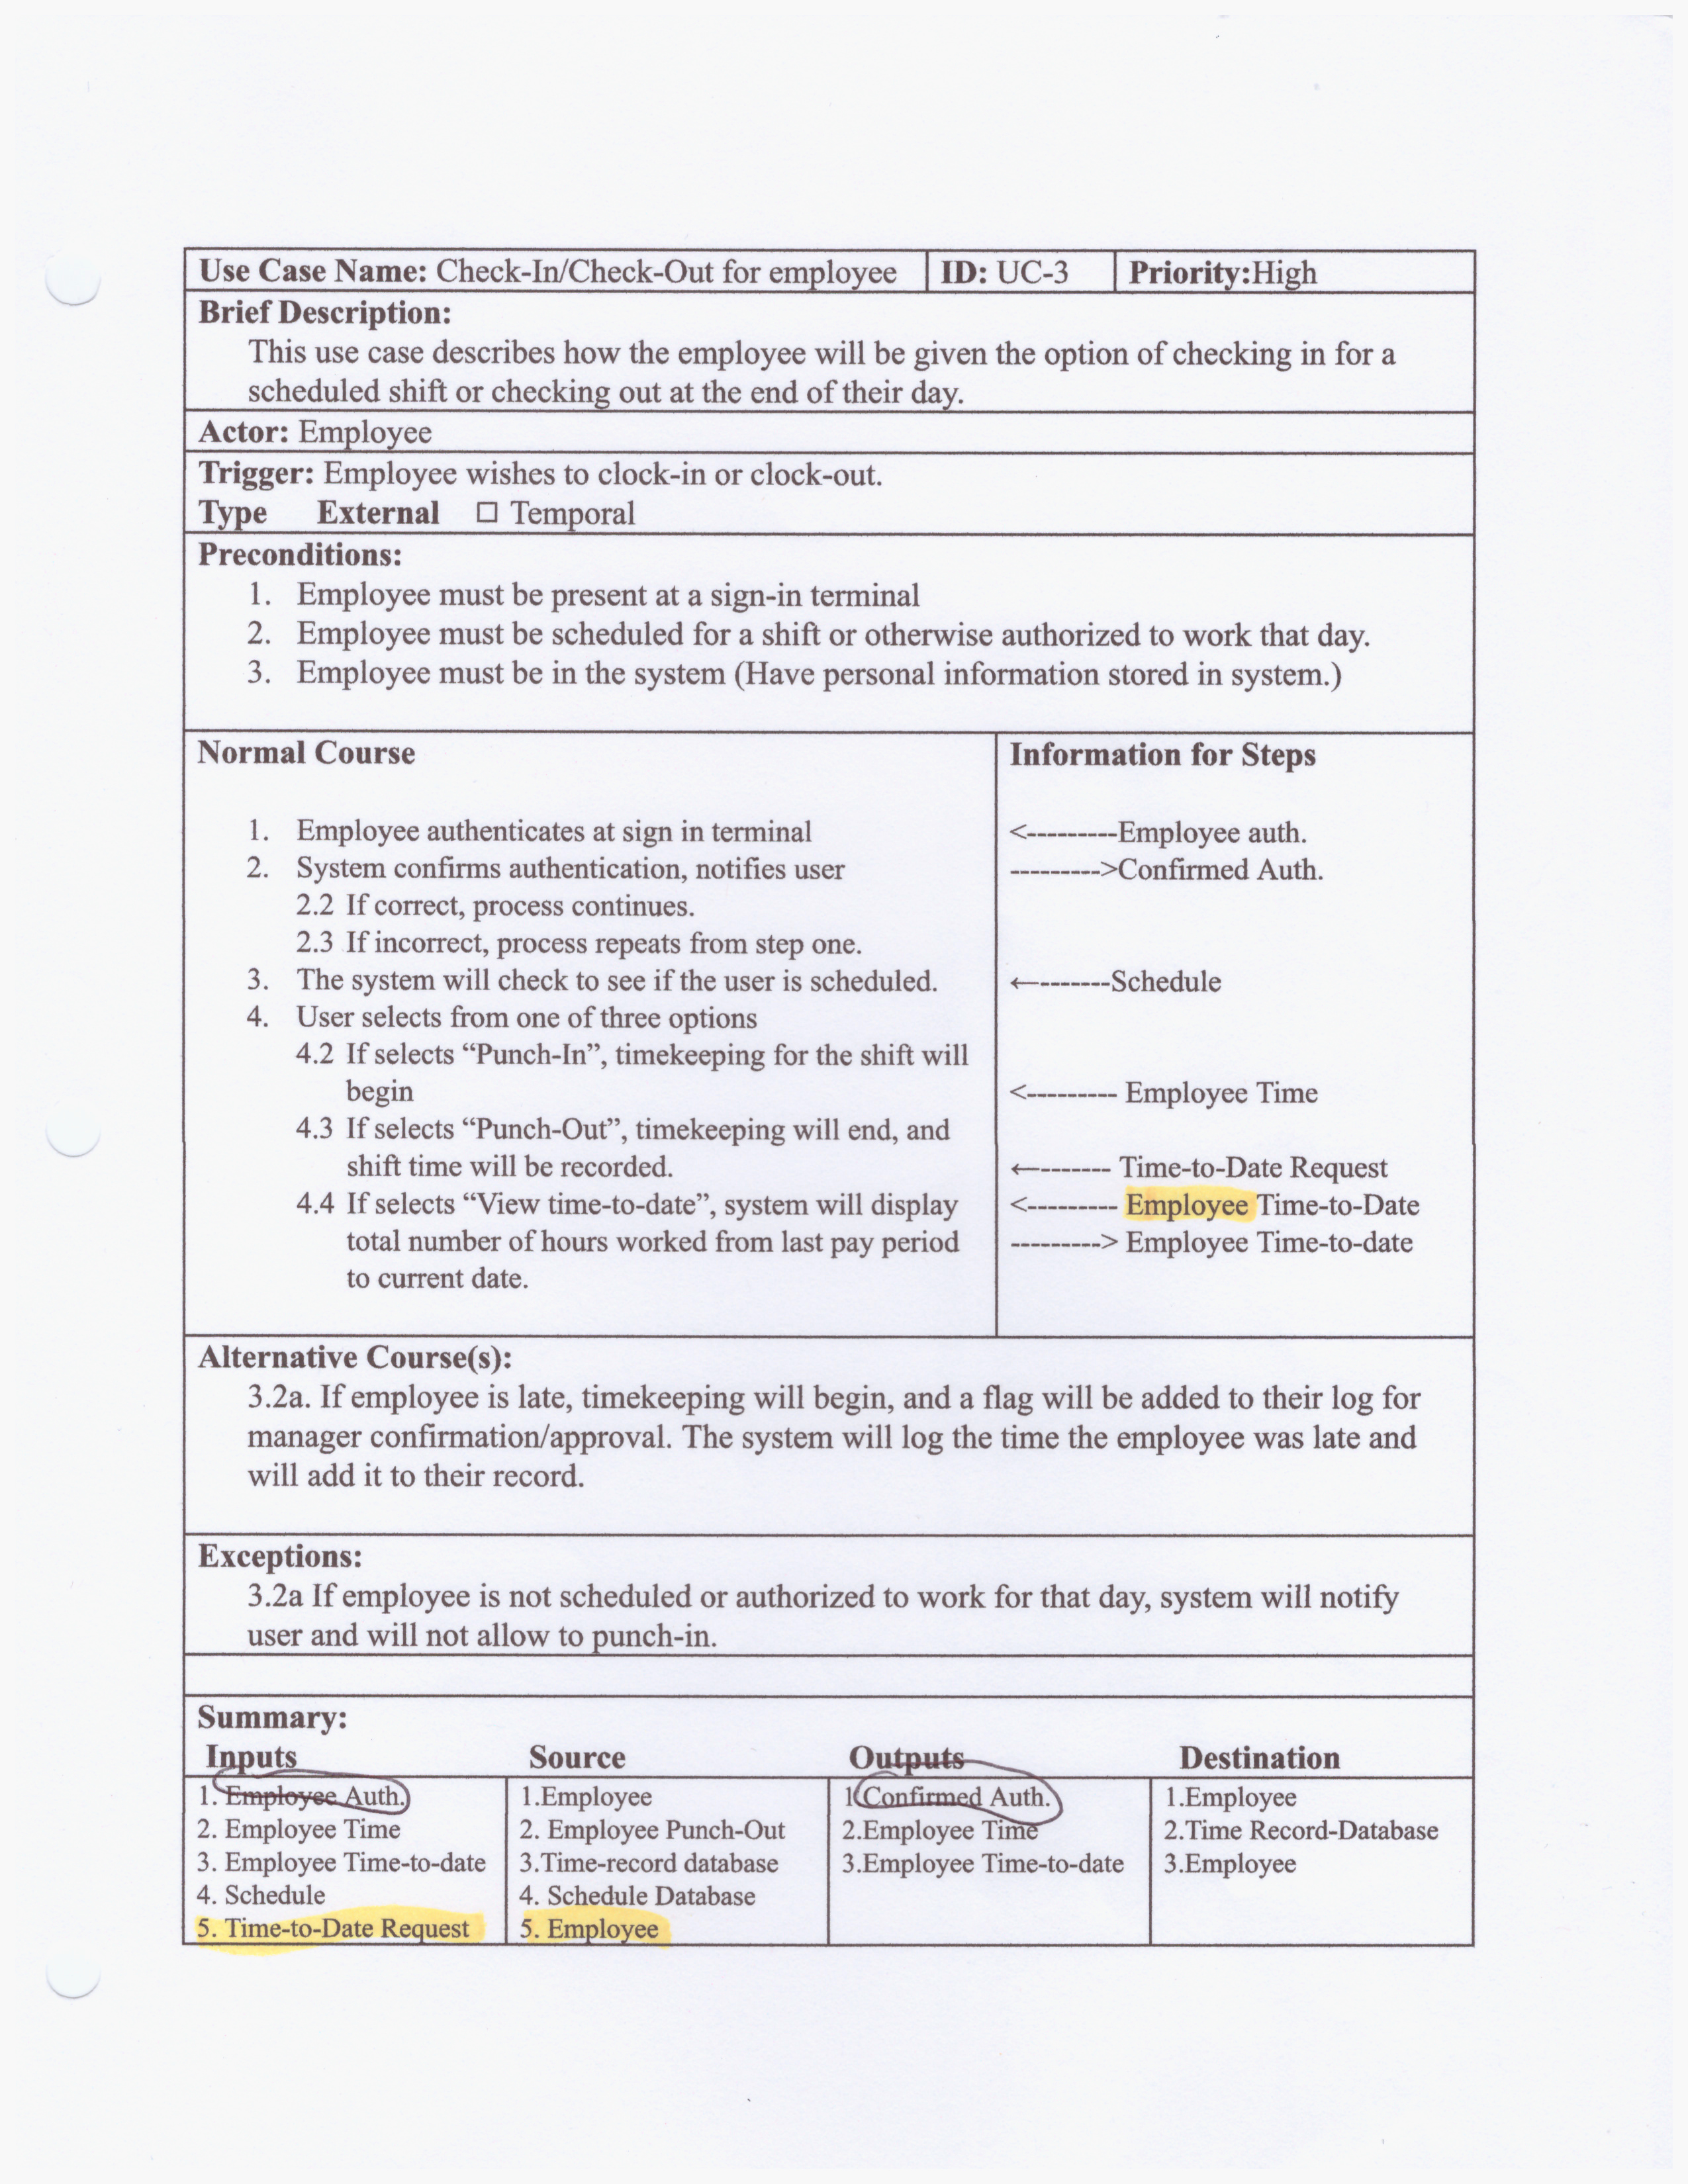 Use Case Name: Check-In/Check-Out for employee ID: UC-3 Priority:High
Brief Description:
This use case describes how the employee will be given the option of checking in for a
scheduled shift or checking out at the end of their day.
Actor: Employee
Trigger: Employee wishes to clock-in or clock-out.
Type External ☐ Temporal
Preconditions:
1. Employee must be present at a sign-in terminal
2. Employee must be scheduled for a shift or otherwise authorized to work that day.
3. Employee must be in the system (Have personal information stored in system.)
Normal Course
1. Employee authenticates at sign in terminal
2. System confirms authentication, notifies user
2.2 If correct, process continues.
2.3 If incorrect, process repeats from step one.
3. The system will check to see if the user is scheduled.
4. User selects from one of three options
4.2 If selects “Punch-In”, timekeeping for the shift will
begin
4.3 If selects “Punch-Out”, timekeeping will end, and
shift time will be recorded.
4.4 If selects “View time-to-date”, system will display
total number of hours worked from last pay period
to current date.
Information for Steps
<---------Employee auth.
--------->Confirmed Auth.
←-------Schedule
<--------- Employee Time
←------- Time-to-Date Request
<--------- Employee Time-to-Date
---------> Employee Time-to-date
Alternative Course(s):
3.2a. If employee is late, timekeeping will begin, and a flag will be added to their log for
manager confirmation/approval. The system will log the time the employee was late and
will add it to their record.
Exceptions:
3.2a If employee is not scheduled or authorized to work for that day, system will notify
user and will not allow to punch-in.
Summary:
Inputs Source Outputs Destination
1. Employee Auth. 1.Employee 1.Confirmed Auth. 1.Employee
2. Employee Time 2. Employee Punch-Out 2.Employee Time 2.Time Record-Database
3. Employee Time-to-date 3.Time-record database 3.Employee Time-to-date 3.Employee
4. Schedule 4. Schedule Database
5. Time-to-Date Request 5. Employee